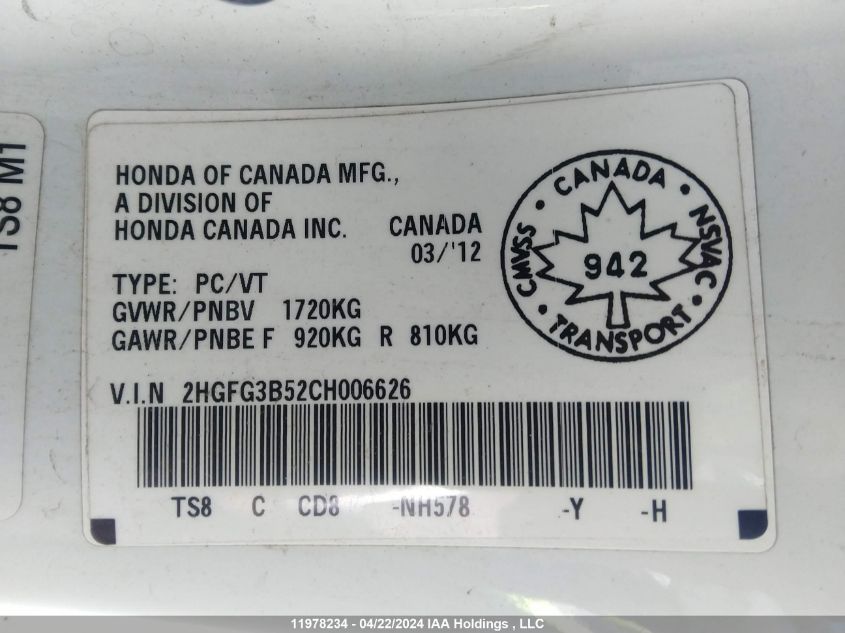 TS8 M1
HONDA OF CANADA MFG.,
A DIVISION OF
HONDA CANADA INC. CANADA
03/'12
TYPE: PC/VT
GVWR/PNBV 1720KG
GAWR/PNBE F 920KG R 810KG
V.I.N 2HGFG3B52CH006626
TS8 C CD8 -NH578 -Y -H
• CANADA •
CMVSS
NSVAC
942
• TRANSPORT •
11978234 - 04/22/2024 IAA Holdings , LLC